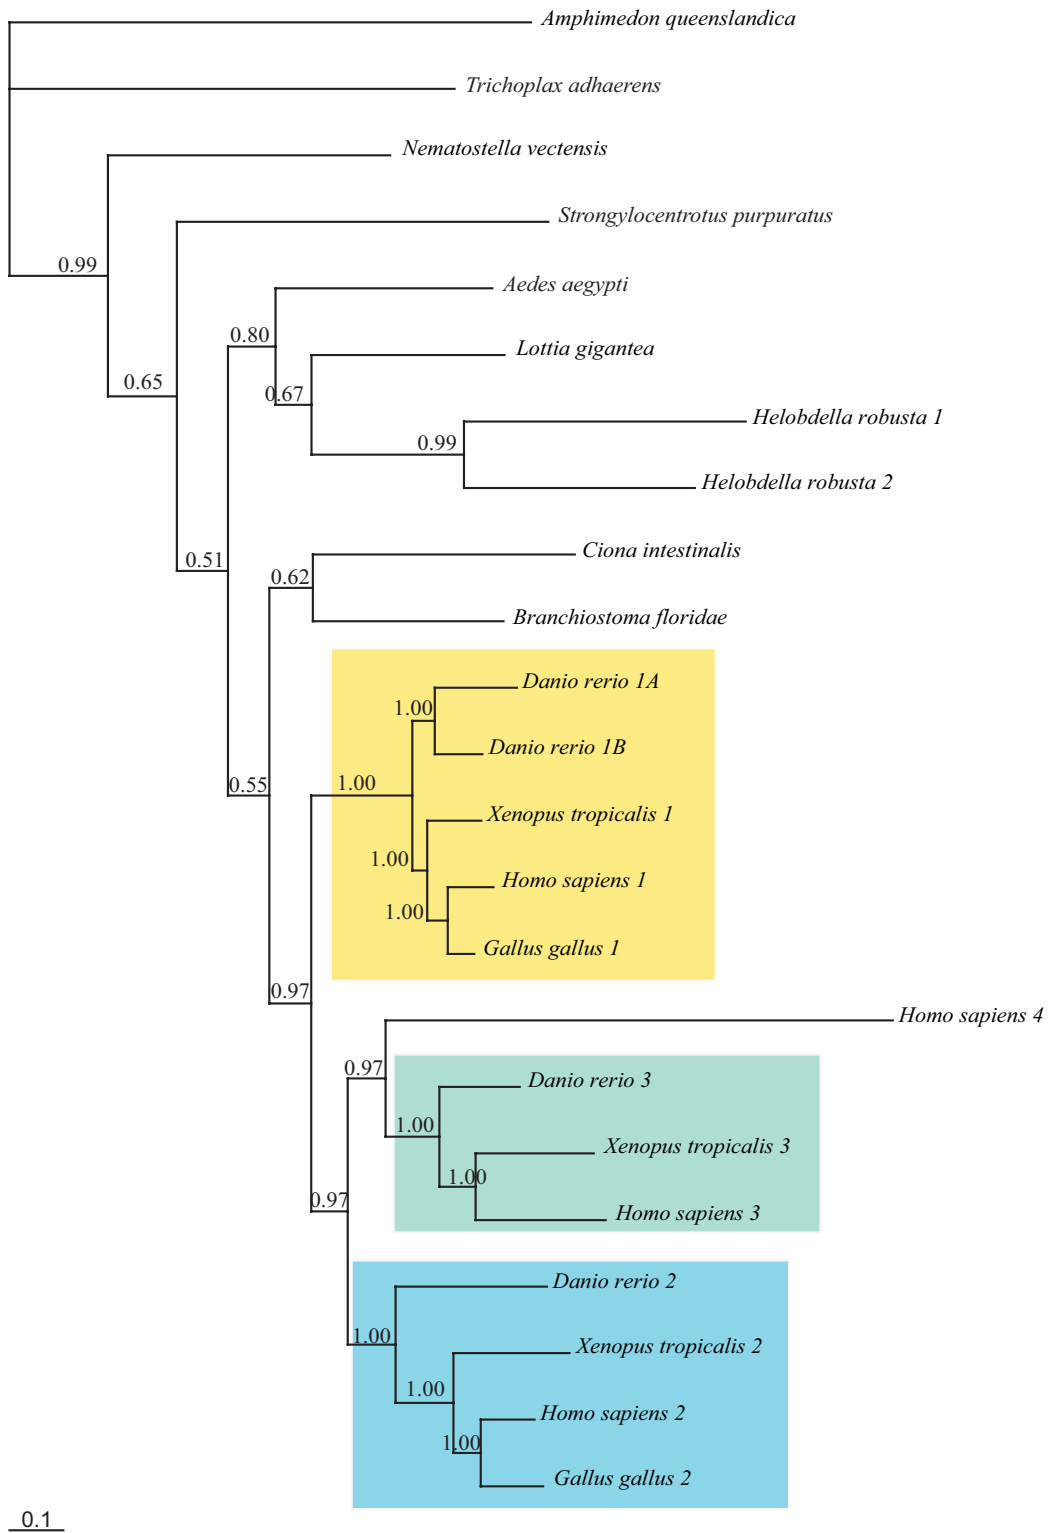 Amphimedon queenslandica
Trichoplax adhaerens
Nematostella vectensis
Strongylocentrotus purpuratus
0.99
Aedes aegypti
0.80
Lottia gigantea
0.65
0.67
Helobdella robusta 1
0.99
Helobdella robusta 2
Ciona intestinalis
0.51
0.62
Branchiostoma floridae
Danio rerio 1A
1.00
Danio rerio 1B
0.55
1.00
Xenopus tropicalis 1
1.00
Homo sapiens 1
1.00
Gallus gallus 1
0.97
Homo sapiens 4
0.97
Danio rerio 3
1.00
Xenopus tropicalis 3
1.00
0.97
Homo sapiens 3
Danio rerio 2
1.00
Xenopus tropicalis 2
1.00
Homo sapiens 2
1.00
Gallus gallus 2
0.1